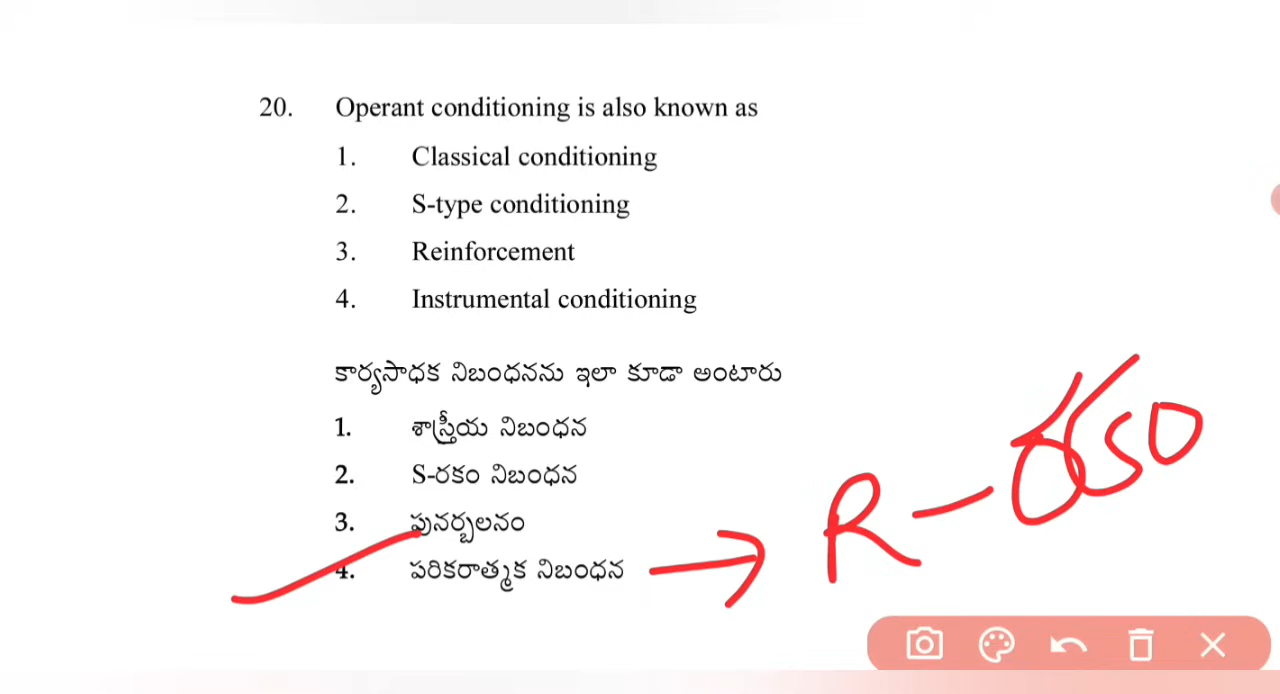 20. Operant conditioning is also known as
1. Classical conditioning
2. S-type conditioning
3. Reinforcement
4. Instrumental conditioning
కార్యసాధక నిబంధనను ఇలా కూడా అంటారు
1. శాస్త్రీయ నిబంధన
2. S-రకం నిబంధన
3. పునర్బలనం
4. పరికరాత్మక నిబంధన
R - రకం